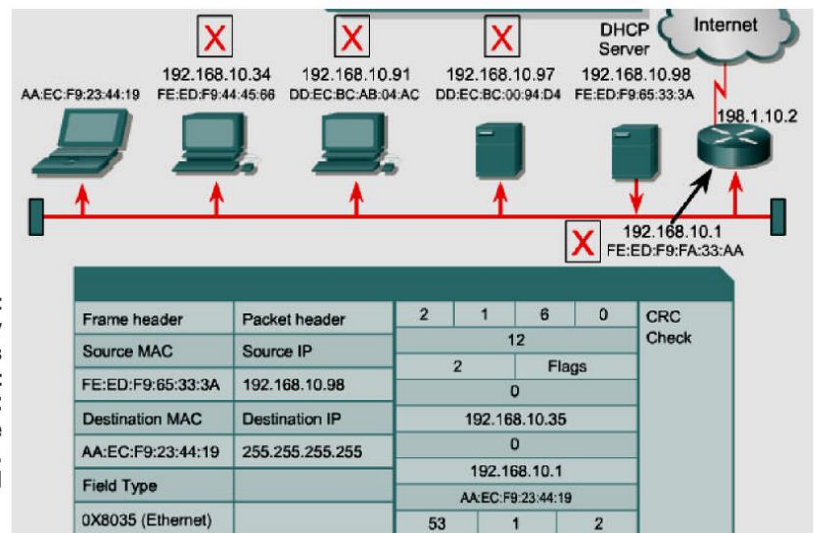 DHCP
Server
Internet
192.168.10.34
192.168.10.91
192.168.10.97
192.168.10.98
AA:EC:F9:23:44:19
FE:ED:F9:44:45:66
DD:EC:BC:AB:04:AC
DD:EC:BC:00:94:D4
FE:ED:F9:65:33:3A
198.1.10.2
192.168.10.1
FE:ED:F9:FA:33:AA
Frame header
Packet header
2 1 6 0
CRC
Check
12
Source MAC
Source IP
2 Flags
FE:ED:F9:65:33:3A
192.168.10.98
0
Destination MAC
Destination IP
192.168.10.35
0
AA:EC:F9:23:44:19
255.255.255.255
192.168.10.1
Field Type
AA:EC:F9:23:44:19
0X8035 (Ethernet)
53 1 2